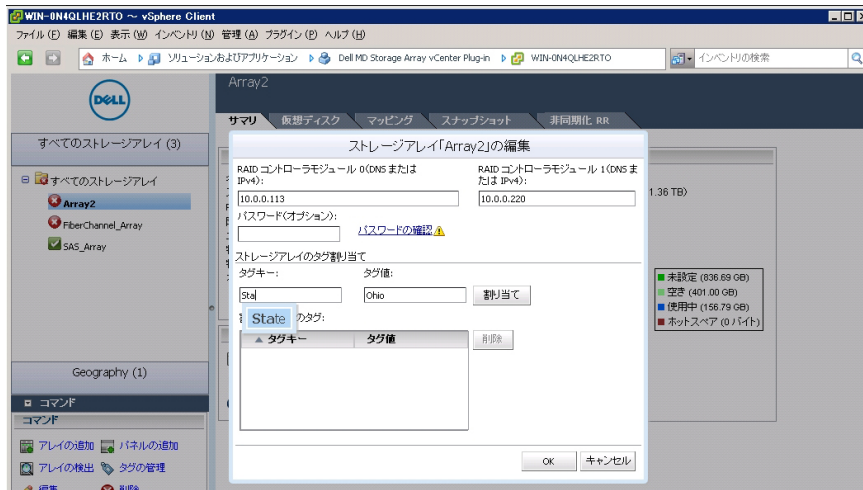 WIN-0N4QLHE2RTO ~ vSphere Client
ファイル(F) 編集(E) 表示(W) インベントリ(N) 管理(A) プラグイン(P) ヘルプ(H)
ホーム ソリューションおよびアプリケーション Dell MD Storage Array vCenter Plug-in WIN-0N4QLHE2RTO インベントリの検索
DELL
Array2
サマリ 仮想ディスク マッピング スナップショット 非同期化 RR
すべてのストレージアレイ (3)
ストレージアレイ「Array2」の編集
すべてのストレージアレイ
Array2
FiberChannel_Array
SAS_Array
RAID コントローラモジュール 0(DNS または
IPv4):
RAID コントローラモジュール 1(DNS ま
たは IPv4):
1.36 TB)
10.0.0.113
10.0.0.220
パスワード(オプション):
パスワードの確認
ストレージアレイのタグ割り当て
タグキー: タグ値:
Sta Ohio 割り当て
State のタグ:
タグキー タグ値 削除
未設定 (836.69 GB)
空き (401.00 GB)
使用中 (156.79 GB)
ホットスペア (0 バイト)
Geography (1)
コマンド
コマンド
アレイの追加 パネルの追加
アレイの検出 タグの管理
編集 削除
OK キャンセル